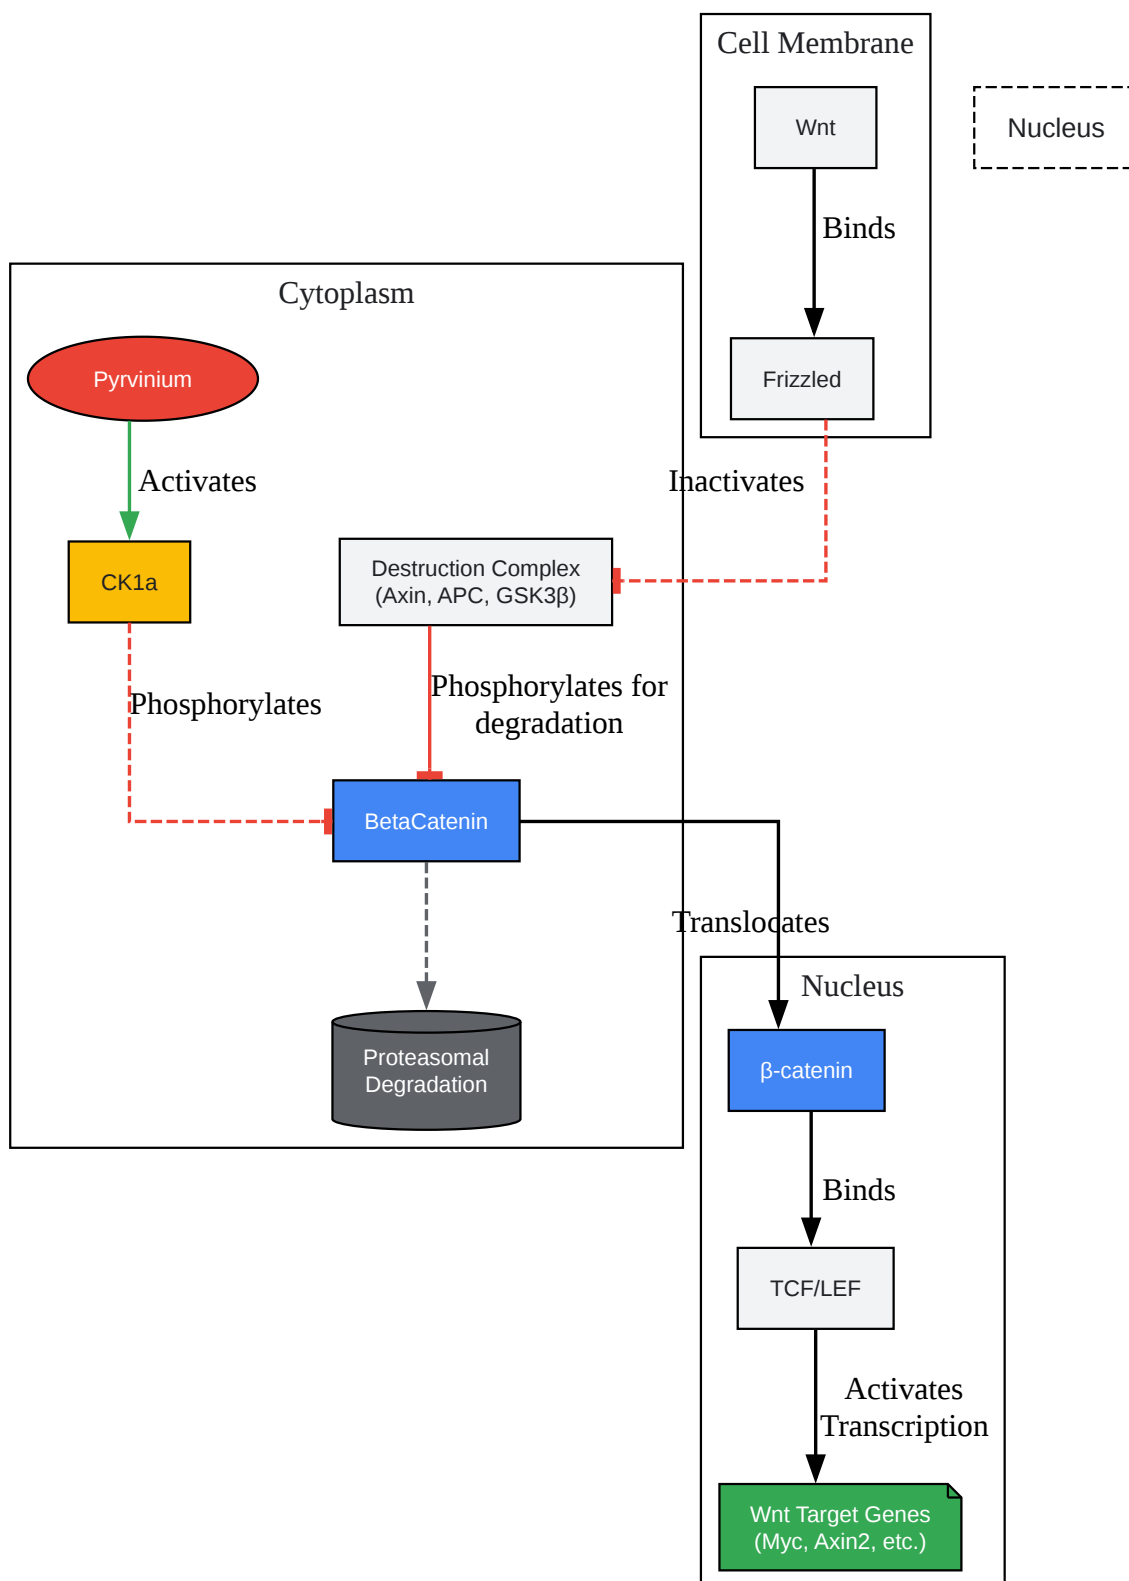 Cell Membrane
Wnt
Nucleus
Binds
Frizzled
Cytoplasm
Pyrvinium
Activates
Inactivates
CK1a
Destruction Complex
(Axin, APC, GSK3β)
Phosphorylates
Phosphorylates for
degradation
BetaCatenin
Translocates
Proteasomal
Degradation
Nucleus
β-catenin
Binds
TCF/LEF
Activates
Transcription
Wnt Target Genes
(Myc, Axin2, etc.)